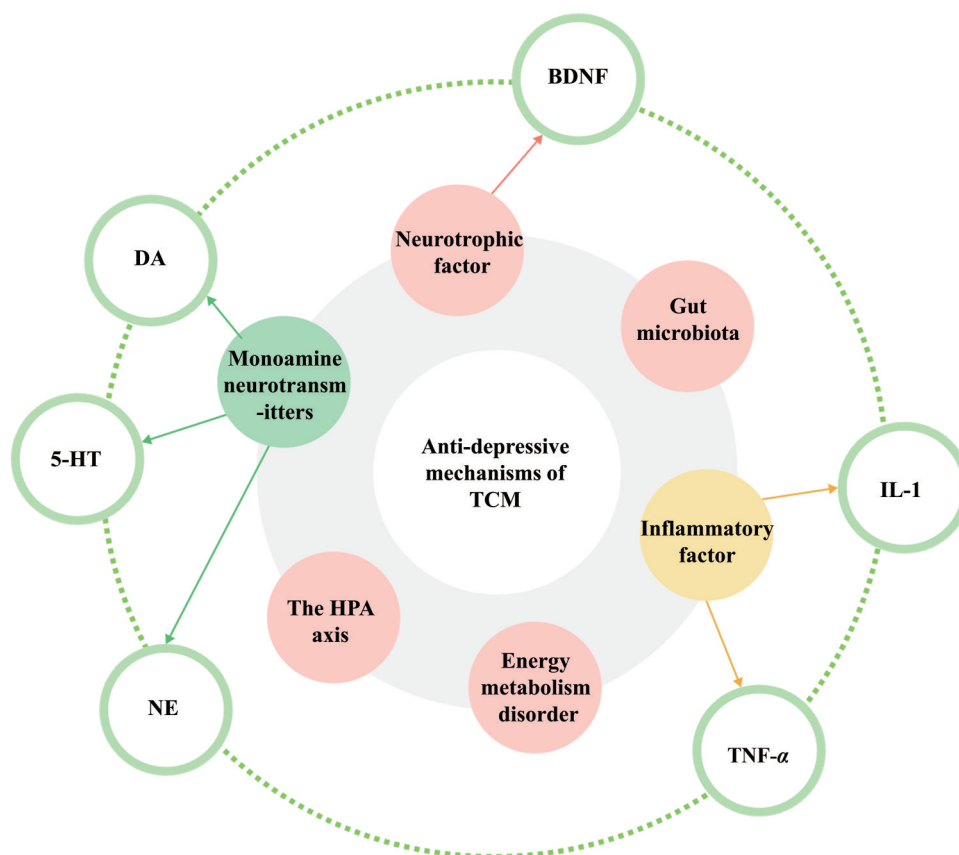 BDNF
Neurotrophic
factor
DA
Gut
microbiota
Monoamine
neurotransm
-itters
5-HT
Anti-depressive
mechanisms of
TCM
IL-1
Inflammatory
factor
The HPA
axis
Energy
metabolism
disorder
NE
TNF-α